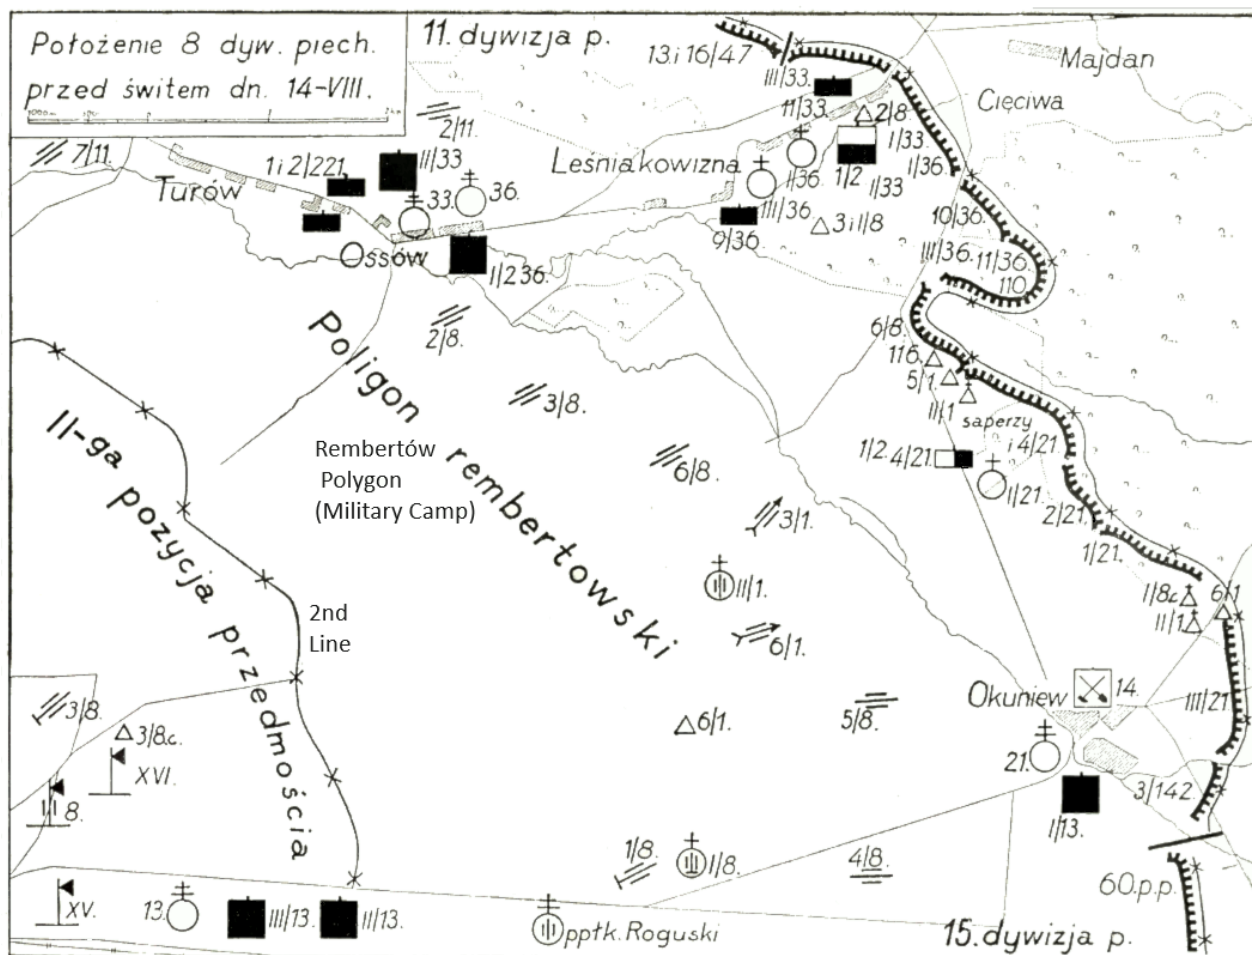 Położenie 8 dyw. piech.
przed świtem dn. 14-VIII.
11. dywizja p.
13 i 16/47
III/33.
Majdan
11/33.
2/8.
Cięciwa
I/33.
I/36.
2/11.
7/11.
1 i 2/221.
II/33
Leśniakowizna
I/36.
1/2
I/33
Turów
33.
36.
III/36.
10/36.
9/36.
3 i I/8
III/36.
11/36.
110.
Ossów
I/236.
2/8.
6/8.
116.
5/1.
II/1
saperzy
i 4/21.
Poligon rembertowski
3/8.
Rembertów
Polygon
(Military Camp)
6/8.
1/2. 4/21.
I/21.
2/21.
3/1.
1/21.
II-ga pozycja przedmościa
II/1.
I/8c
6/1
II/1
2nd
Line
6/1.
Okuniew
14.
III/21.
3/8.
6/1.
5/8.
3/8.c.
XVI.
21.
3/142.
8.
I/13.
1/8.
I/8.
4/8.
60.p.p.
XV.
13.
III/13.
II/13.
ppłk. Roguski
15. dywizja p.